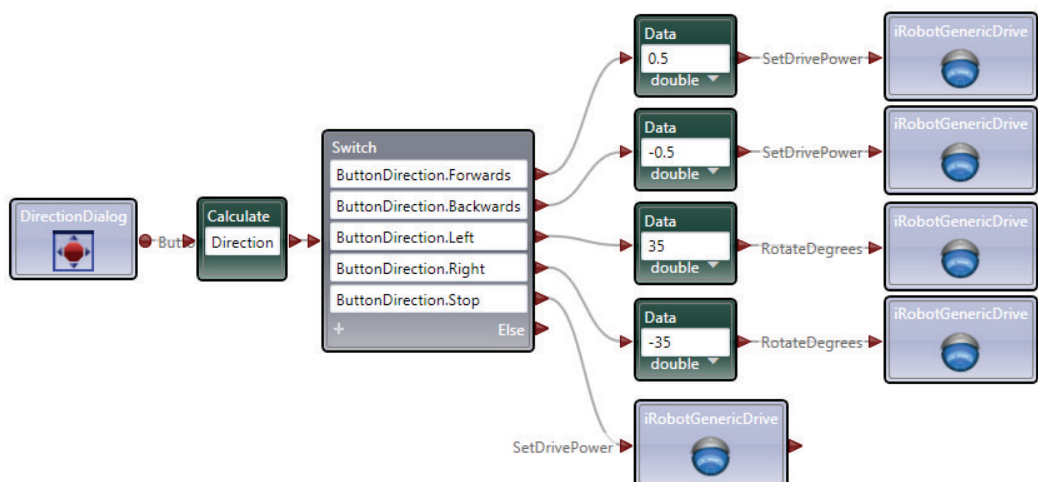 DirectionDialog
Butto
Calculate
Direction
Switch
ButtonDirection.Forwards
ButtonDirection.Backwards
ButtonDirection.Left
ButtonDirection.Right
ButtonDirection.Stop
+ Else
Data
0.5
double
SetDrivePower
iRobotGenericDrive
Data
-0.5
double
SetDrivePower
iRobotGenericDrive
Data
35
double
RotateDegrees
iRobotGenericDrive
Data
-35
double
RotateDegrees
iRobotGenericDrive
SetDrivePower
iRobotGenericDrive